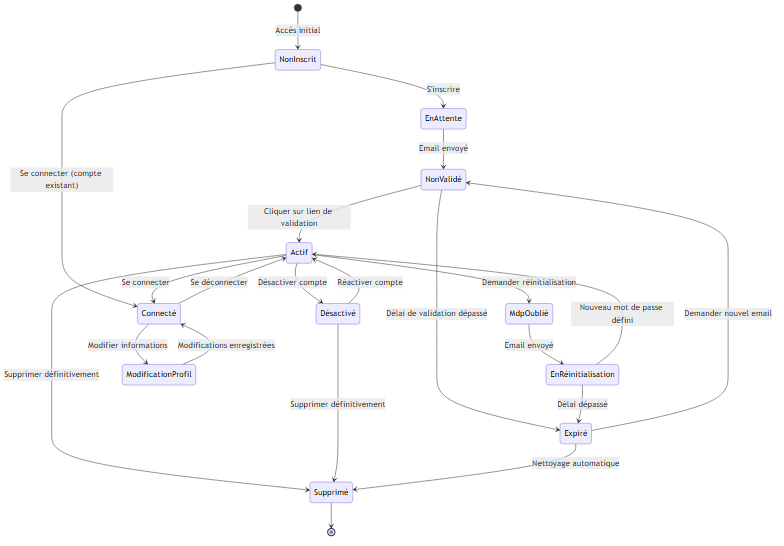 Accès initial
NonInscrit
S'inscrire
EnAttente
Email envoyé
Se connecter (compte
existant)
NonValidé
Cliquer sur lien de
validation
Actif
Se connecter
Se déconnecter
Désactiver compte
Réactiver compte
Demander réinitialisation
Connecté
Désactivé
MdpOublié
Délai de validation dépassé
Nouveau mot de passe
défini
Demander nouvel email
Modifier informations
Modifications enregistrées
Email envoyé
Supprimer définitivement
ModificationProfil
EnRéinitialisation
Supprimer définitivement
Délai dépassé
Expiré
Nettoyage automatique
Supprimé